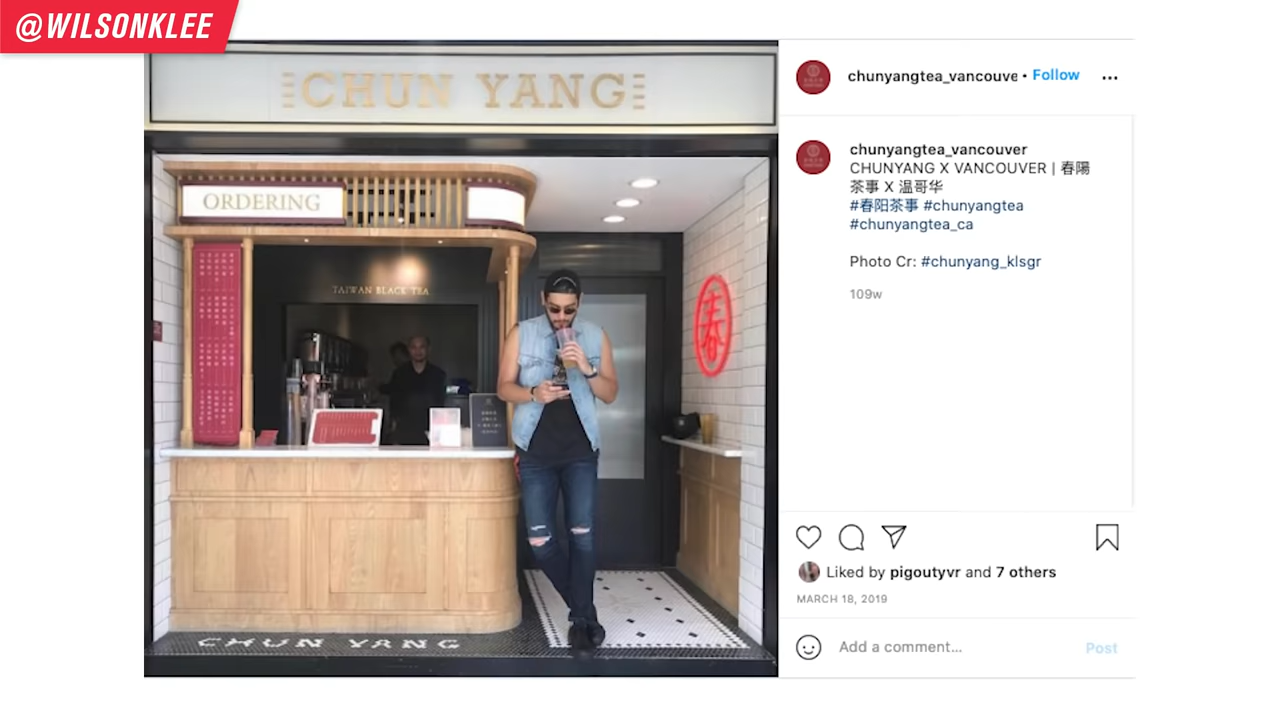 @WILSONKLEE
CHUN YANG
ORDERING
TAIWAN BLACK TEA
春
CHUN YANG
chunyangtea_vancouve • Follow
chunyangtea_vancouver
CHUNYANG X VANCOUVER | 春陽
茶事 X 温哥华
#春阳茶事 #chunyangtea
#chunyangtea_ca
Photo Cr: #chunyang_klsgr
109w
Liked by pigoutyvr and 7 others
MARCH 18, 2019
Add a comment...
Post